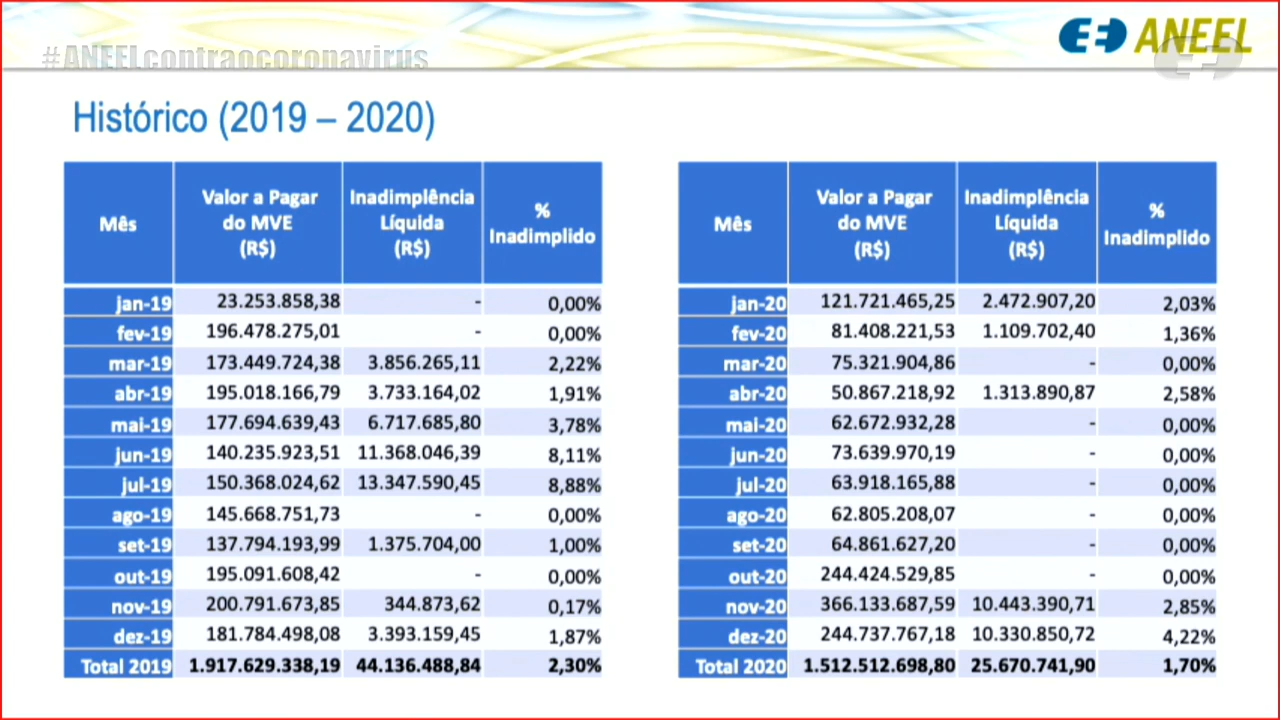 #ANEELcontraocoronavirus
ANEEL
Histórico (2019 – 2020)
Mês Valor a Pagar do MVE (R$) Inadimplência Líquida (R$) % Inadimplido
jan-19 23.253.858,38 - 0,00%
fev-19 196.478.275,01 - 0,00%
mar-19 173.449.724,38 3.856.265,11 2,22%
abr-19 195.018.166,79 3.733.164,02 1,91%
mai-19 177.694.639,43 6.717.685,80 3,78%
jun-19 140.235.923,51 11.368.046,39 8,11%
jul-19 150.368.024,62 13.347.590,45 8,88%
ago-19 145.668.751,73 - 0,00%
set-19 137.794.193,99 1.375.704,00 1,00%
out-19 195.091.608,42 - 0,00%
nov-19 200.791.673,85 344.873,62 0,17%
dez-19 181.784.498,08 3.393.159,45 1,87%
Total 2019 1.917.629.338,19 44.136.488,84 2,30%
Mês Valor a Pagar do MVE (R$) Inadimplência Líquida (R$) % Inadimplido
jan-20 121.721.465,25 2.472.907,20 2,03%
fev-20 81.408.221,53 1.109.702,40 1,36%
mar-20 75.321.904,86 - 0,00%
abr-20 50.867.218,92 1.313.890,87 2,58%
mai-20 62.672.932,28 - 0,00%
jun-20 73.639.970,19 - 0,00%
jul-20 63.918.165,88 - 0,00%
ago-20 62.805.208,07 - 0,00%
set-20 64.861.627,20 - 0,00%
out-20 244.424.529,85 - 0,00%
nov-20 366.133.687,59 10.443.390,71 2,85%
dez-20 244.737.767,18 10.330.850,72 4,22%
Total 2020 1.512.512.698,80 25.670.741,90 1,70%